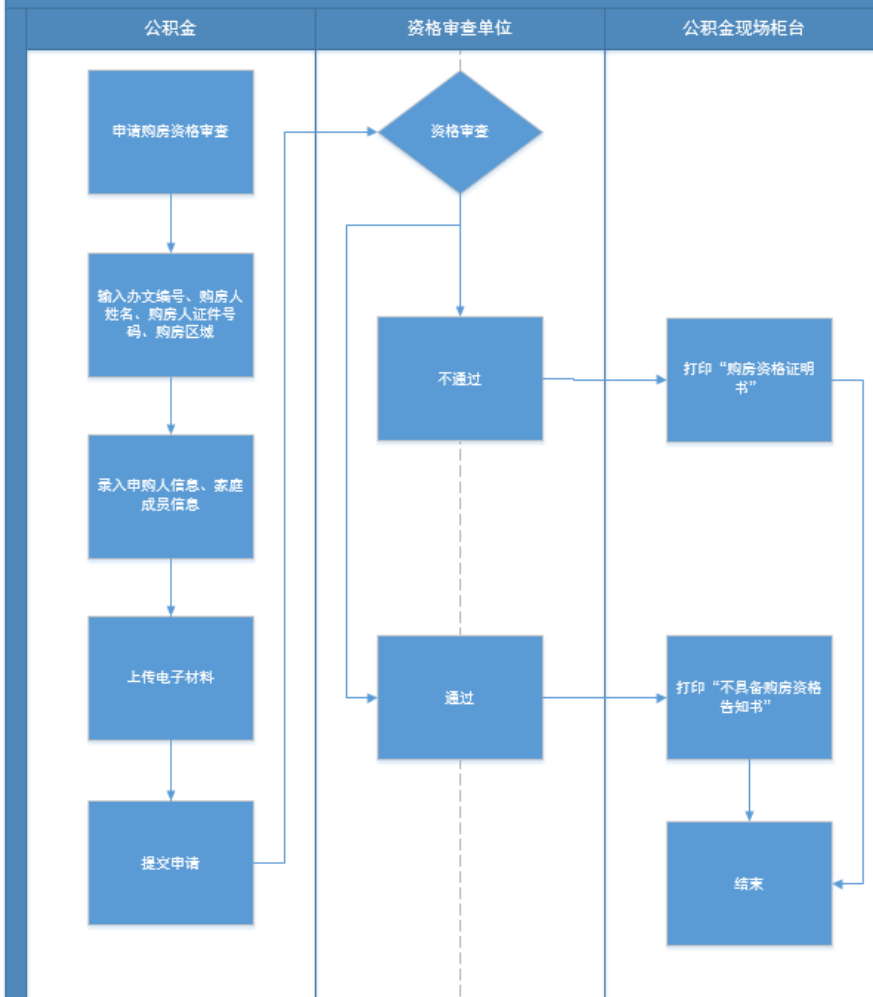 公积金
资格审查单位
公积金现场柜台
申请购房资格审查
资格审查
输入办文编号、购房人
姓名、购房人证件号
码、购房区域
不通过
打印“购房资格证明
书”
录入申购人信息、家庭
成员信息
上传电子材料
通过
打印“不具备购房资格
告知书”
提交申请
结束